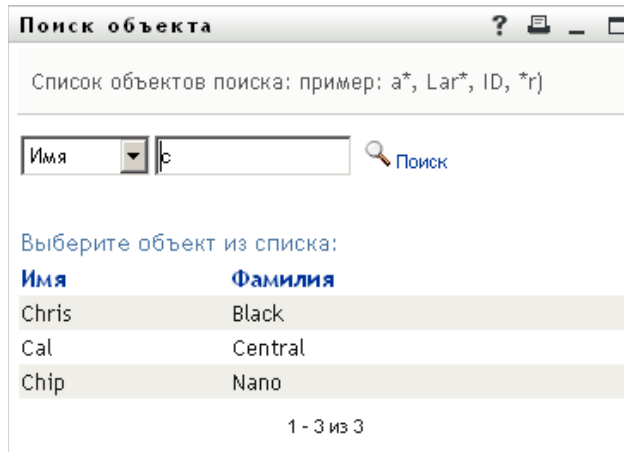 Поиск объекта ?
Список объектов поиска: пример: a*, Lar*, ID, *r)
Имя c Поиск
Выберите объект из списка:
Имя Фамилия
Chris Black
Cal Central
Chip Nano
1 - 3 из 3